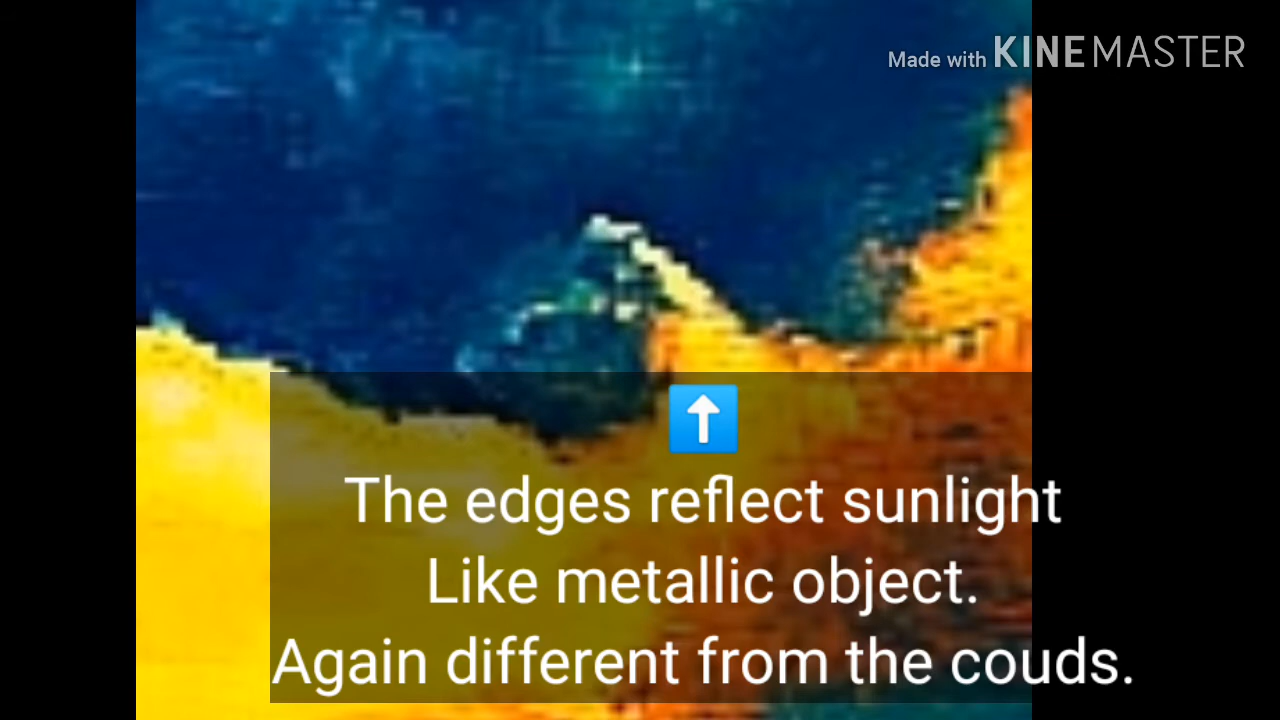 Made with KINEMASTER
The edges reflect sunlight
Like metallic object.
Again different from the couds.